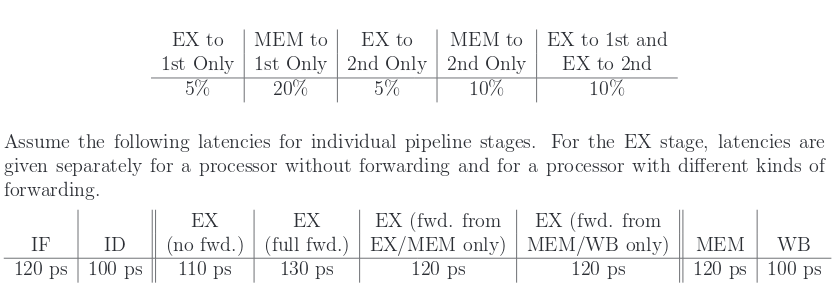 EX to MEM to EX to MEM to EX to 1st and
1st Only 1st Only 2nd Only 2nd Only EX to 2nd
5% 20% 5% 10% 10%
Assume the following latencies for individual pipeline stages. For the EX stage, latencies are
given separately for a processor without forwarding and for a processor with different kinds of
forwarding.
EX EX EX (fwd. from EX (fwd. from
IF ID (no fwd.) (full fwd.) EX/MEM only) MEM/WB only) MEM WB
120 ps 100 ps 110 ps 130 ps 120 ps 120 ps 120 ps 100 ps